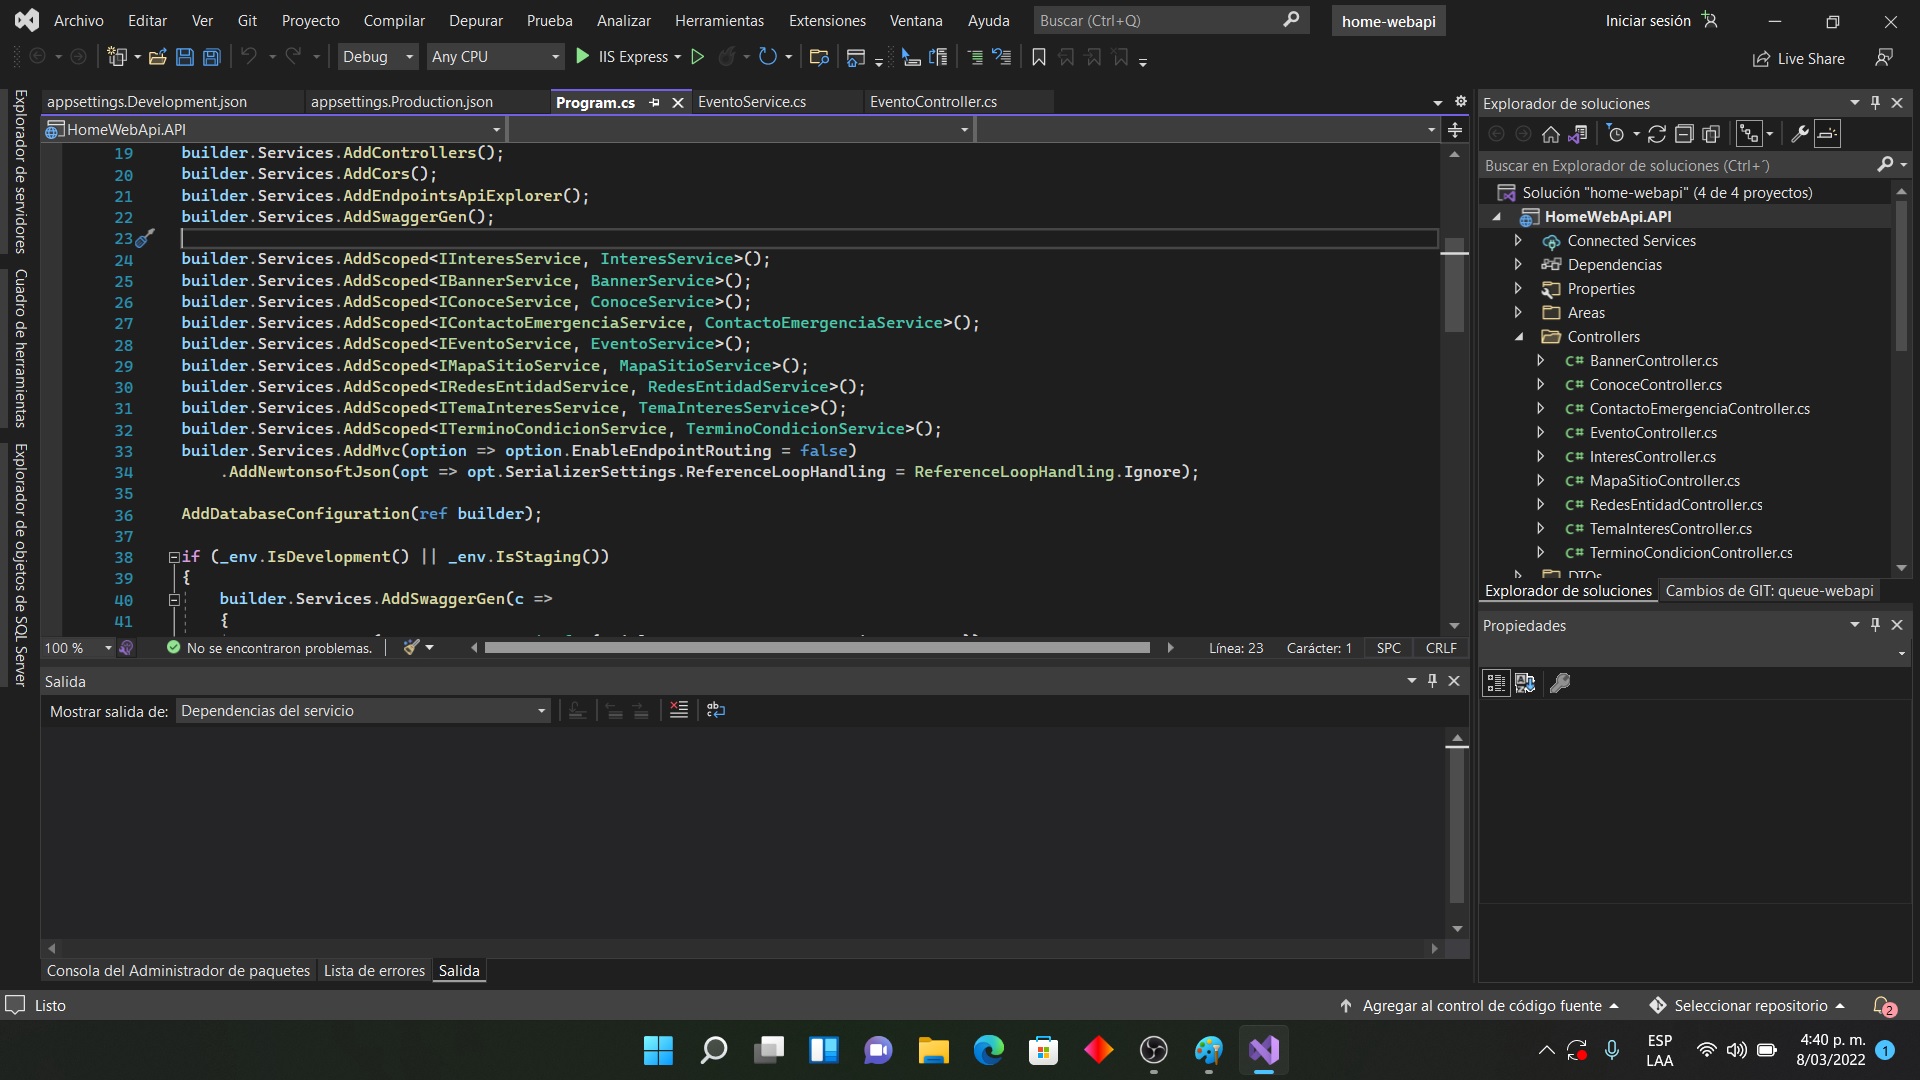 Archivo Editar Ver Git Proyecto Compilar Depurar Prueba Analizar Herramientas Extensiones Ventana Ayuda Buscar (Ctrl+Q) home-webapi Iniciar sesión
Debug Any CPU IIS Express Live Share
Explorador de servidores
Cuadro de herramientas
Explorador de objetos de SQL Server
appsettings.Development.json appsettings.Production.json Program.cs EventoService.cs EventoController.cs
HomeWebApi.API
19 builder.Services.AddControllers();
20 builder.Services.AddCors();
21 builder.Services.AddEndpointsApiExplorer();
22 builder.Services.AddSwaggerGen();
23
24 builder.Services.AddScoped<IInteresService, InteresService>();
25 builder.Services.AddScoped<IBannerService, BannerService>();
26 builder.Services.AddScoped<IConoceService, ConoceService>();
27 builder.Services.AddScoped<IContactoEmergenciaService, ContactoEmergenciaService>();
28 builder.Services.AddScoped<IEventoService, EventoService>();
29 builder.Services.AddScoped<IMapaSitioService, MapaSitioService>();
30 builder.Services.AddScoped<IRedesEntidadService, RedesEntidadService>();
31 builder.Services.AddScoped<ITemaInteresService, TemaInteresService>();
32 builder.Services.AddScoped<ITerminoCondicionService, TerminoCondicionService>();
33 builder.Services.AddMvc(option => option.EnableEndpointRouting = false)
34 .AddNewtonsoftJson(opt => opt.SerializerSettings.ReferenceLoopHandling = ReferenceLoopHandling.Ignore);
35
36 AddDatabaseConfiguration(ref builder);
37
38 if (_env.IsDevelopment() || _env.IsStaging())
39 {
40 builder.Services.AddSwaggerGen(c =>
41 {
100 % No se encontraron problemas. Línea: 23 Carácter: 1 SPC CRLF
Salida
Mostrar salida de: Dependencias del servicio
Consola del Administrador de paquetes Lista de errores Salida
Explorador de soluciones
Buscar en Explorador de soluciones (Ctrl+´)
Solución "home-webapi" (4 de 4 proyectos)
HomeWebApi.API
Connected Services
Dependencias
Properties
Areas
Controllers
C# BannerController.cs
C# ConoceController.cs
C# ContactoEmergenciaController.cs
C# EventoController.cs
C# InteresController.cs
C# MapaSitioController.cs
C# RedesEntidadController.cs
C# TemaInteresController.cs
C# TerminoCondicionController.cs
DTOs
Explorador de soluciones Cambios de GIT: queue-webapi
Propiedades
Listo Agregar al control de código fuente Seleccionar repositorio 2
ESP
LAA
4:40 p. m.
8/03/2022
1